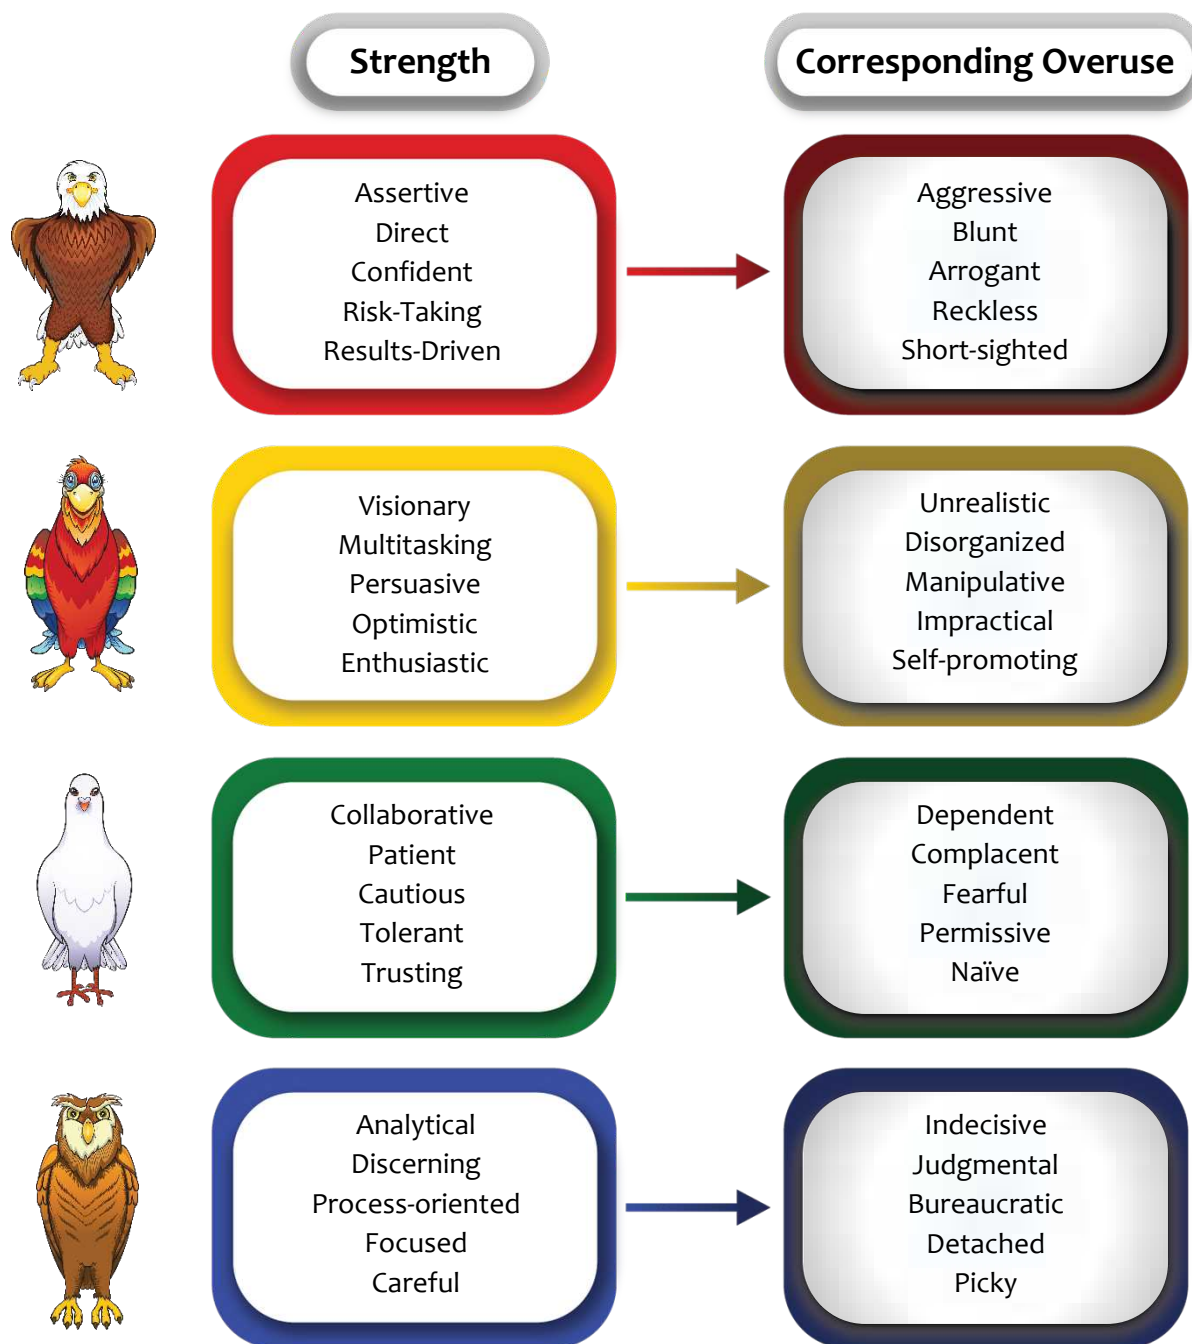 Strength
Corresponding Overuse
Assertive
Direct
Confident
Risk-Taking
Results-Driven
Aggressive
Blunt
Arrogant
Reckless
Short-sighted
Visionary
Multitasking
Persuasive
Optimistic
Enthusiastic
Unrealistic
Disorganized
Manipulative
Impractical
Self-promoting
Collaborative
Patient
Cautious
Tolerant
Trusting
Dependent
Complacent
Fearful
Permissive
Naïve
Analytical
Discerning
Process-oriented
Focused
Careful
Indecisive
Judgmental
Bureaucratic
Detached
Picky